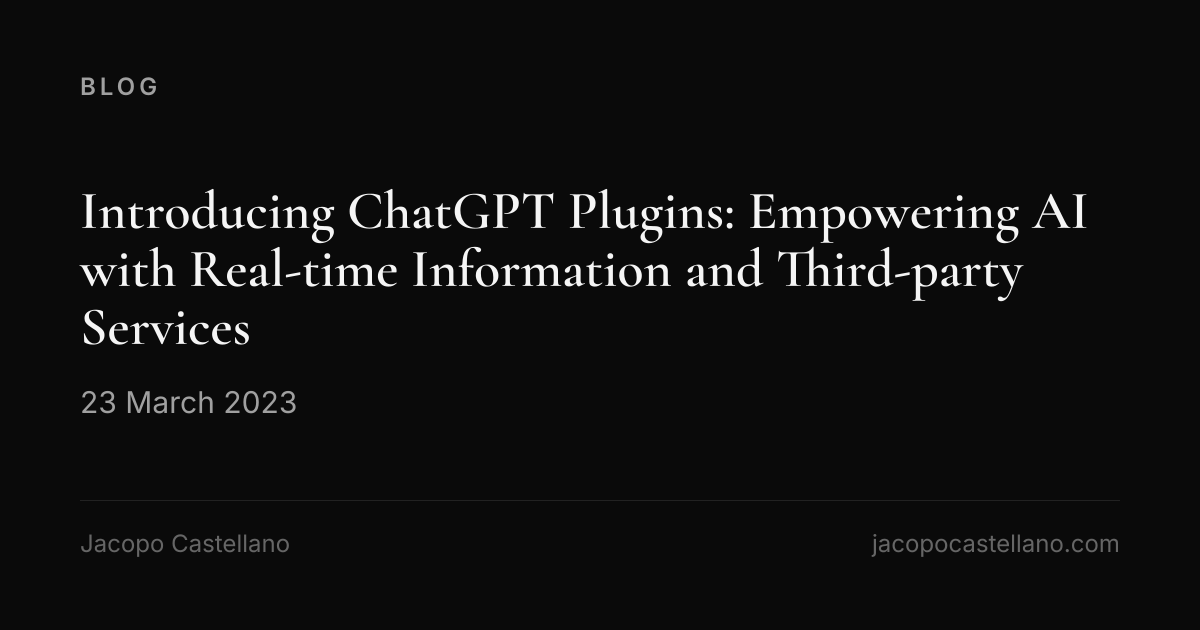 BLOG
Introducing ChatGPT Plugins: Empowering AI
with Real-time Information and Third-party
Services
23 March 2023
Jacopo Castellano
jacopocastellano.com